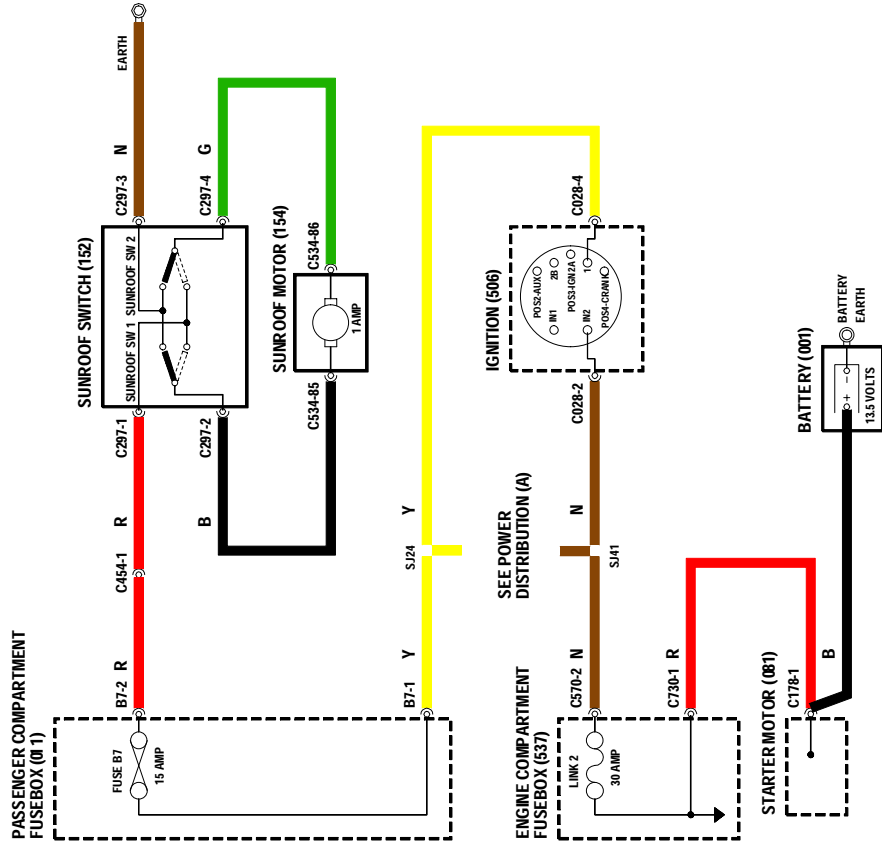 EARTH
N
C297-3
G
C297-4
SUNROOF SWITCH (152)
SUNROOF SW 1
SUNROOF SW 2
C297-1
C297-2
R
C454-1
R
B7-2
B
SUNROOF MOTOR (154)
C534-86
1 AMP
C534-85
PASSENGER COMPARTMENT
FUSEBOX (01 1)
FUSE B7
15 AMP
B7-1
Y
SJ24
Y
C028-4
IGNITION (506)
POS2-AUX
2B
POS3-IGN2A
1
POS4-CRANK
IN1
IN2
C028-2
N
SEE POWER
DISTRIBUTION (A)
SJ41
N
C570-2
ENGINE COMPARTMENT
FUSEBOX (537)
LINK 2
30 AMP
C730-1
R
C178-1
STARTER MOTOR (081)
B
BATTERY (001)
+ -
13.5 VOLTS
BATTERY
EARTH